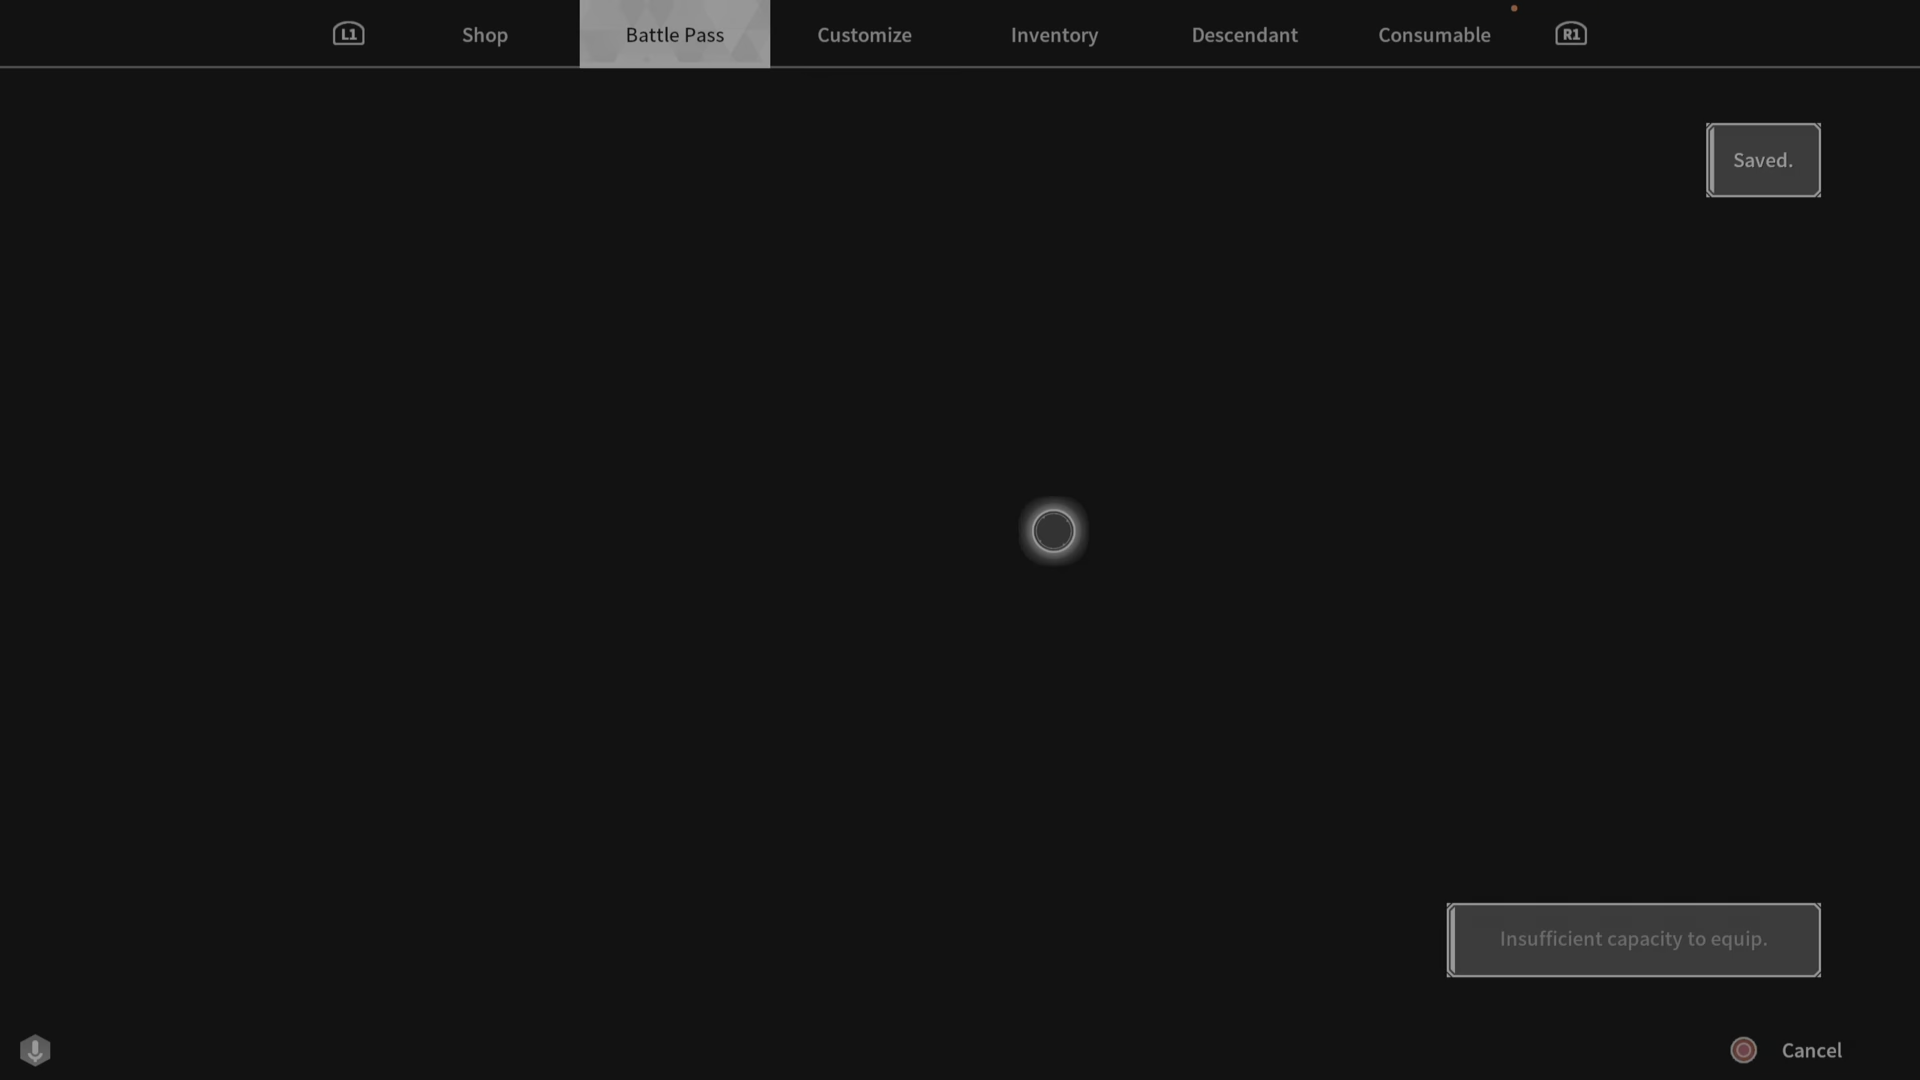 L1 Shop Battle Pass Customize Inventory Descendant Consumable R1
Saved.
Insufficient capacity to equip.
Cancel